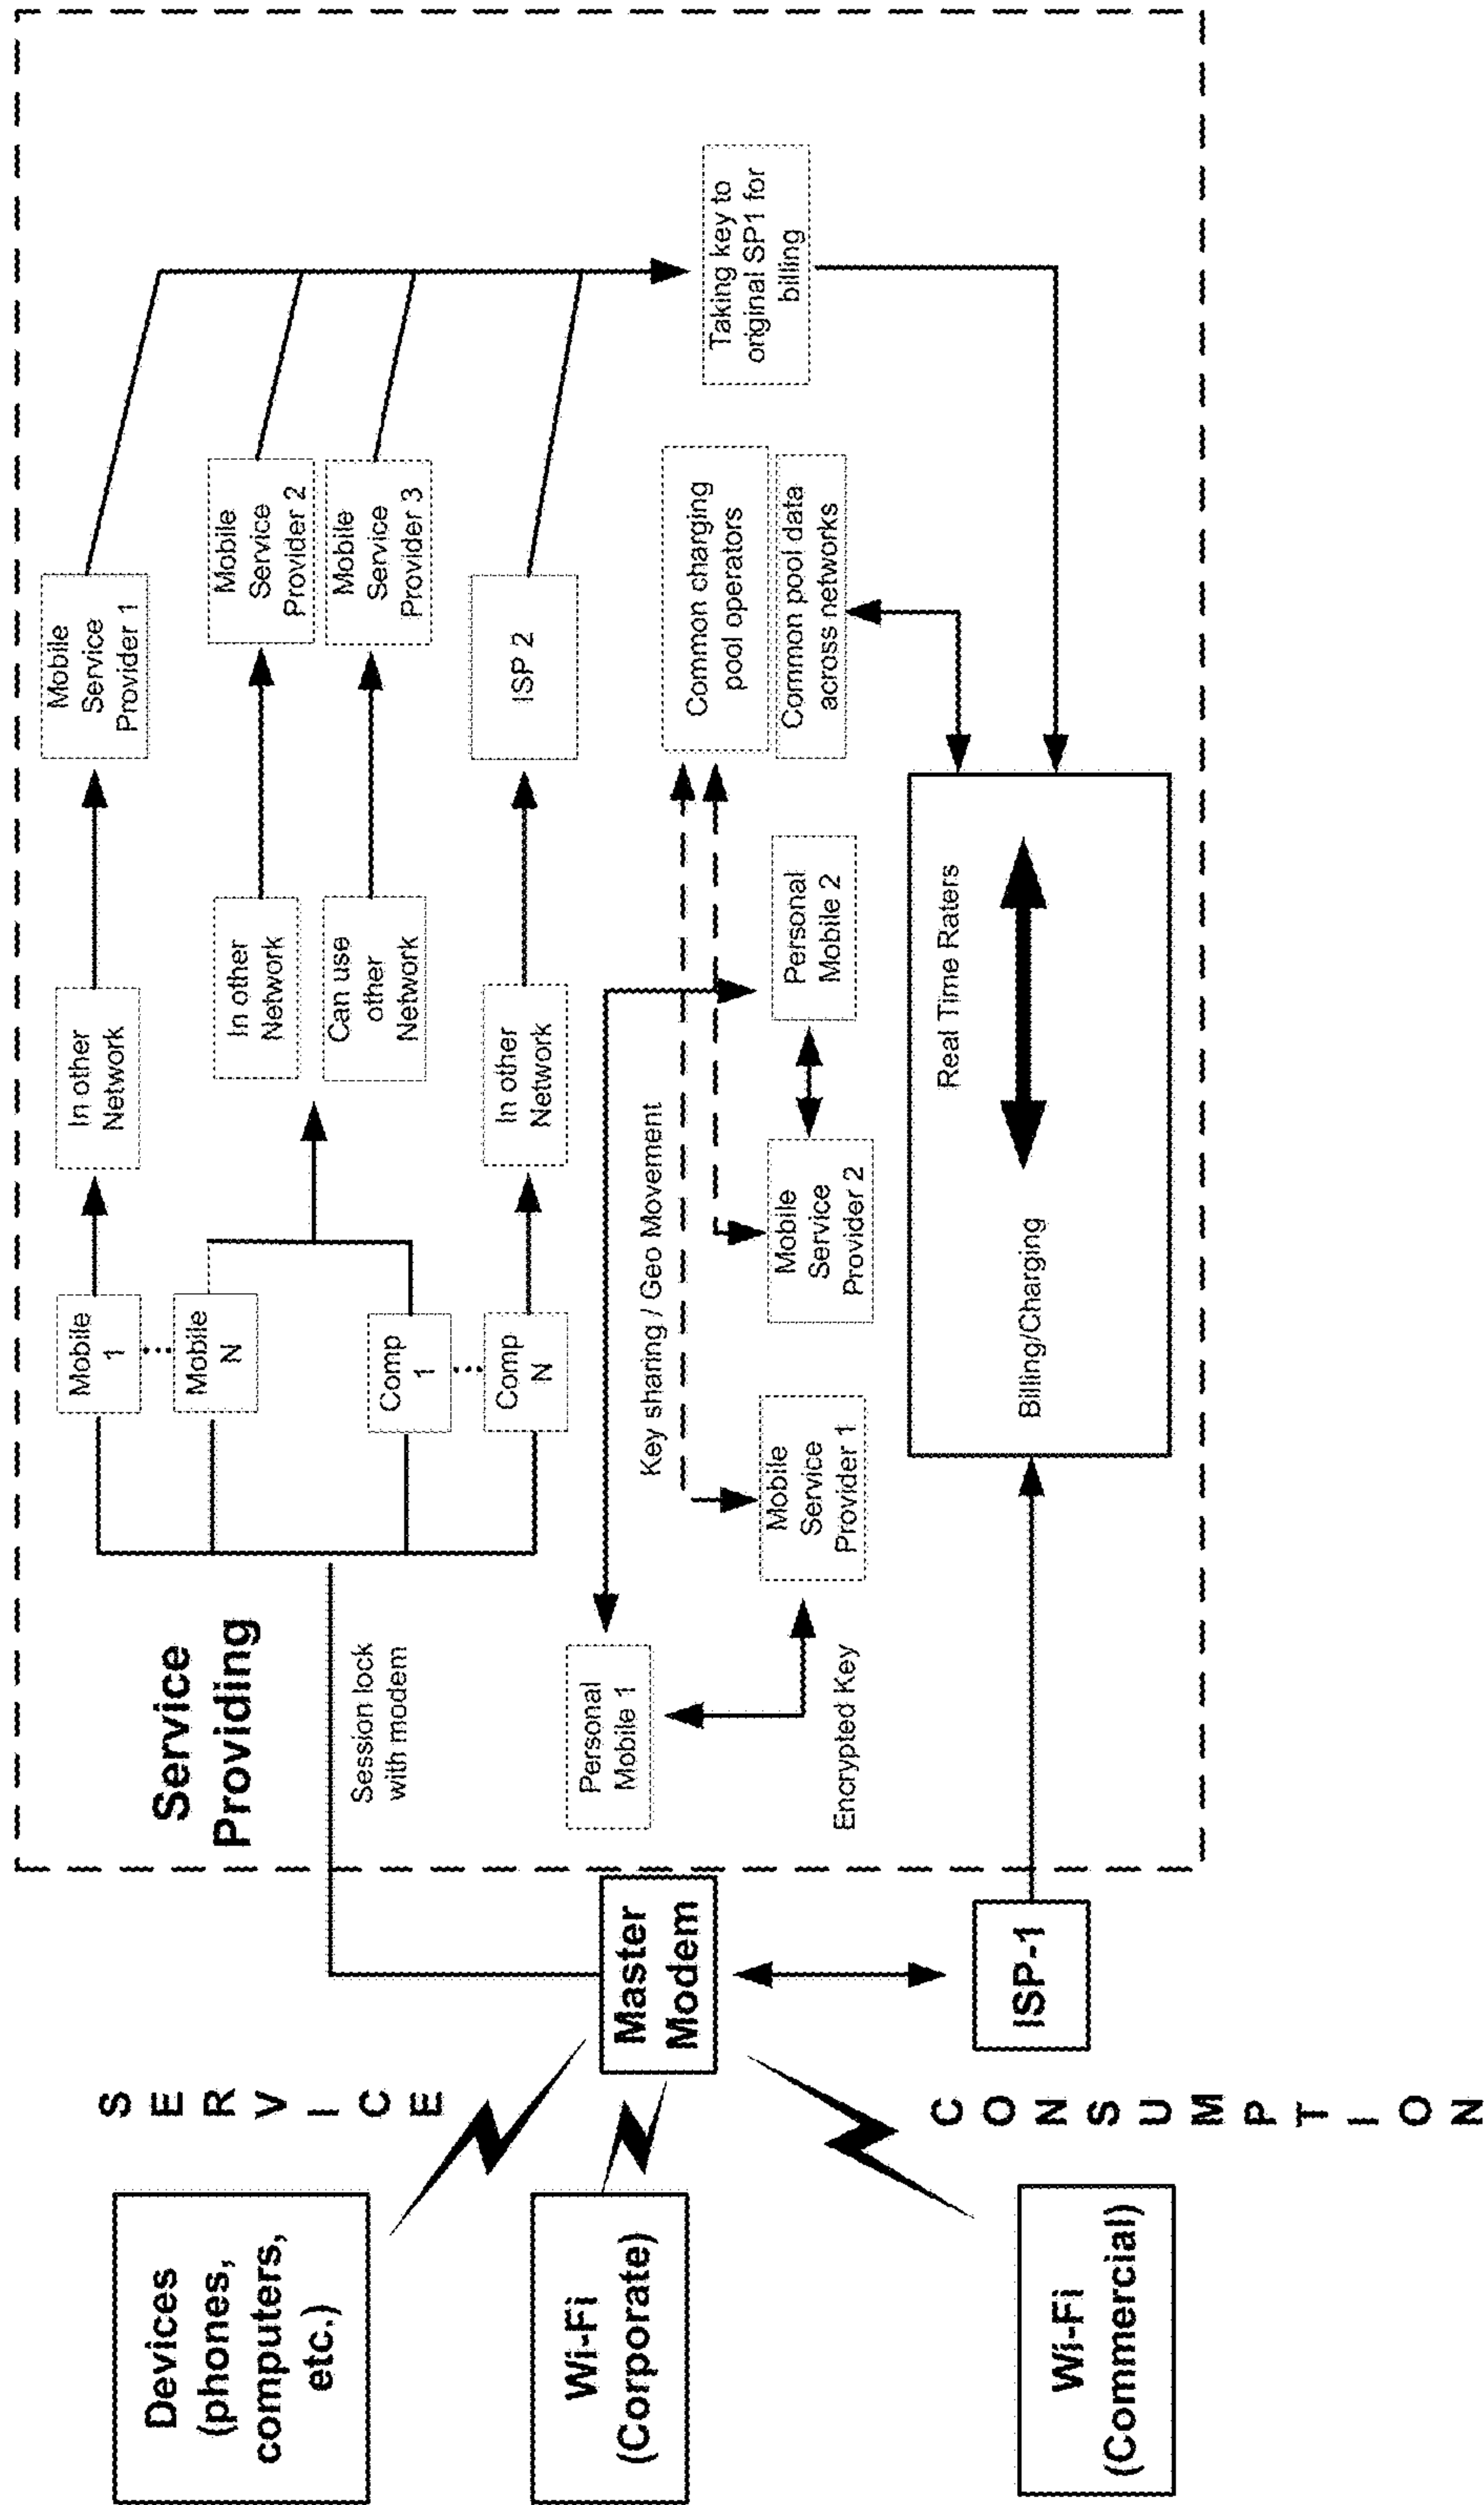 Service
Providing
Mobile
1
Mobile
N
Comp
1
Comp
N
In other
Network
In other
Network
Can use
other
Network
In other
Network
Mobile
Service
Provider 1
Mobile
Service
Provider 2
Mobile
Service
Provider 3
ISP 2
Session lock
with modem
Taking key to
original SP1 for
billing
Personal
Mobile 1
Key sharing / Geo Movement
Common charging
pool operators
Common pool data
across networks
Encrypted Key
Mobile
Service
Provider 1
Mobile
Service
Provider 2
Personal
Mobile 2
Billing/Charging
Real Time Raters
Devices
(phones,
computers,
etc.)
Wi-Fi
(Corporate)
Wi-Fi
(Commercial)
S
E
R
V
I
C
E
Master
Modem
ISP-1
C
O
N
S
U
M
P
T
I
O
N